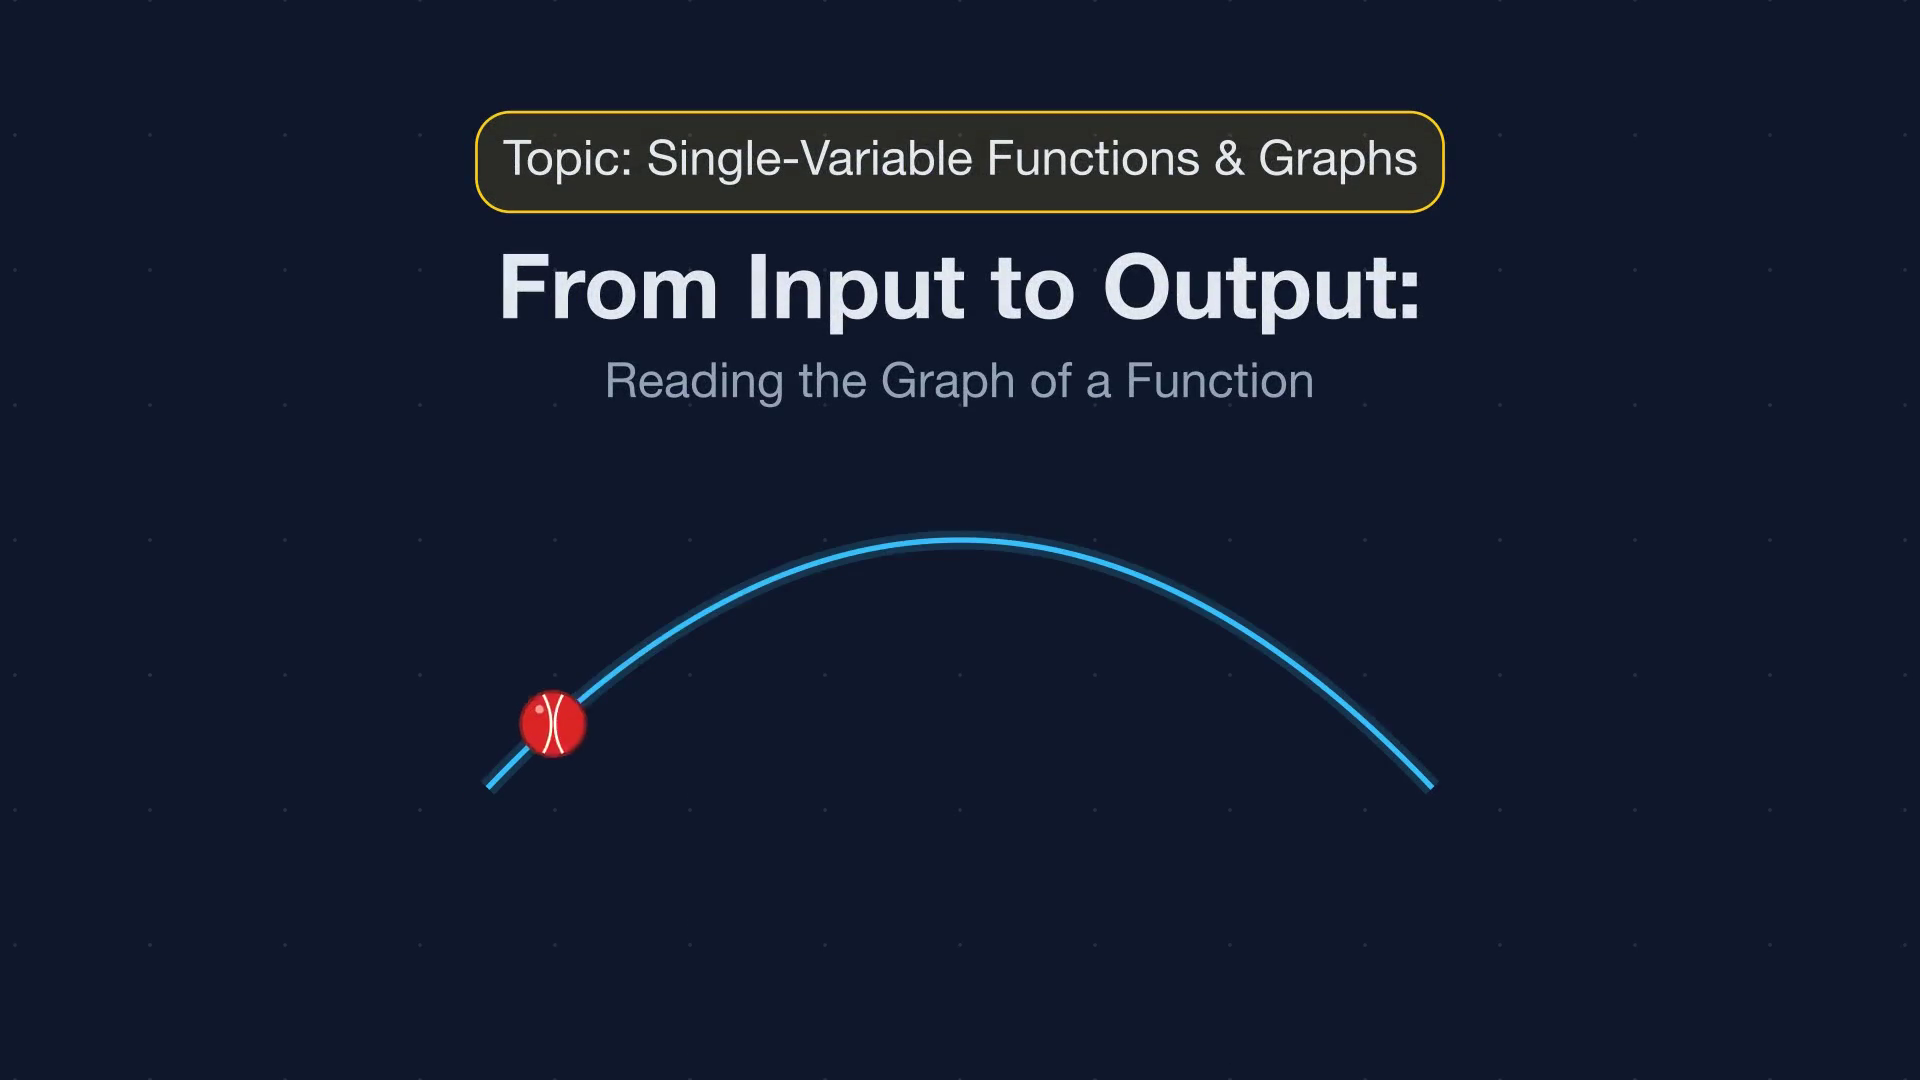 Topic: Single-Variable Functions & Graphs
From Input to Output:
Reading the Graph of a Function